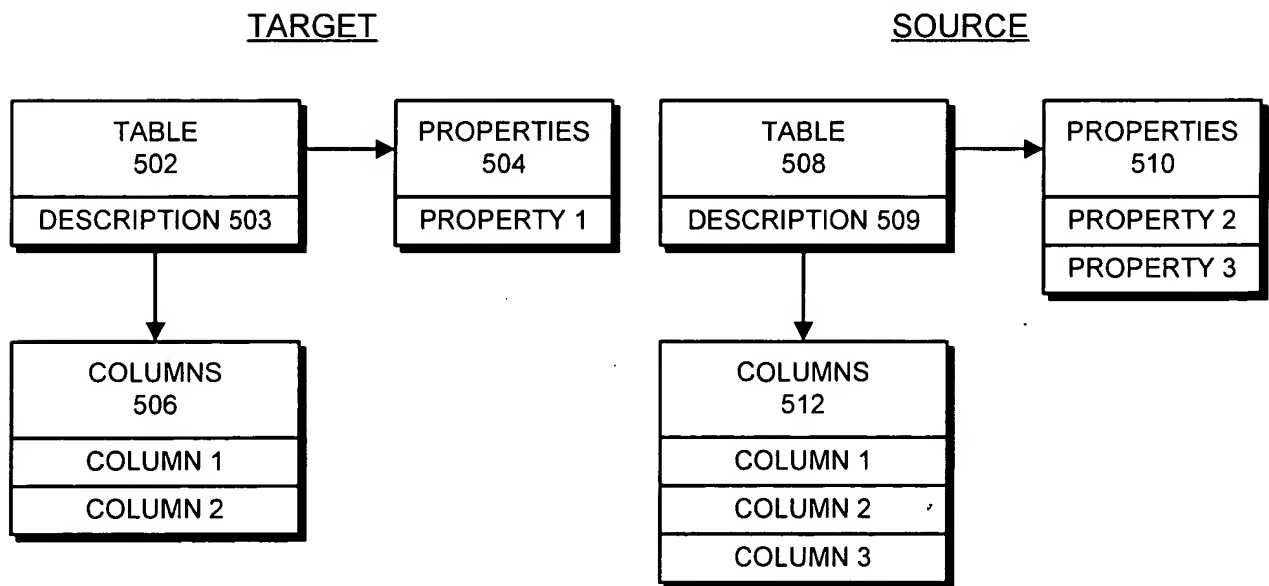 TARGET
TABLE
502
DESCRIPTION 503
PROPERTIES
504
PROPERTY 1
COLUMNS
506
COLUMN 1
COLUMN 2
SOURCE
TABLE
508
DESCRIPTION 509
PROPERTIES
510
PROPERTY 2
PROPERTY 3
COLUMNS
512
COLUMN 1
COLUMN 2
COLUMN 3